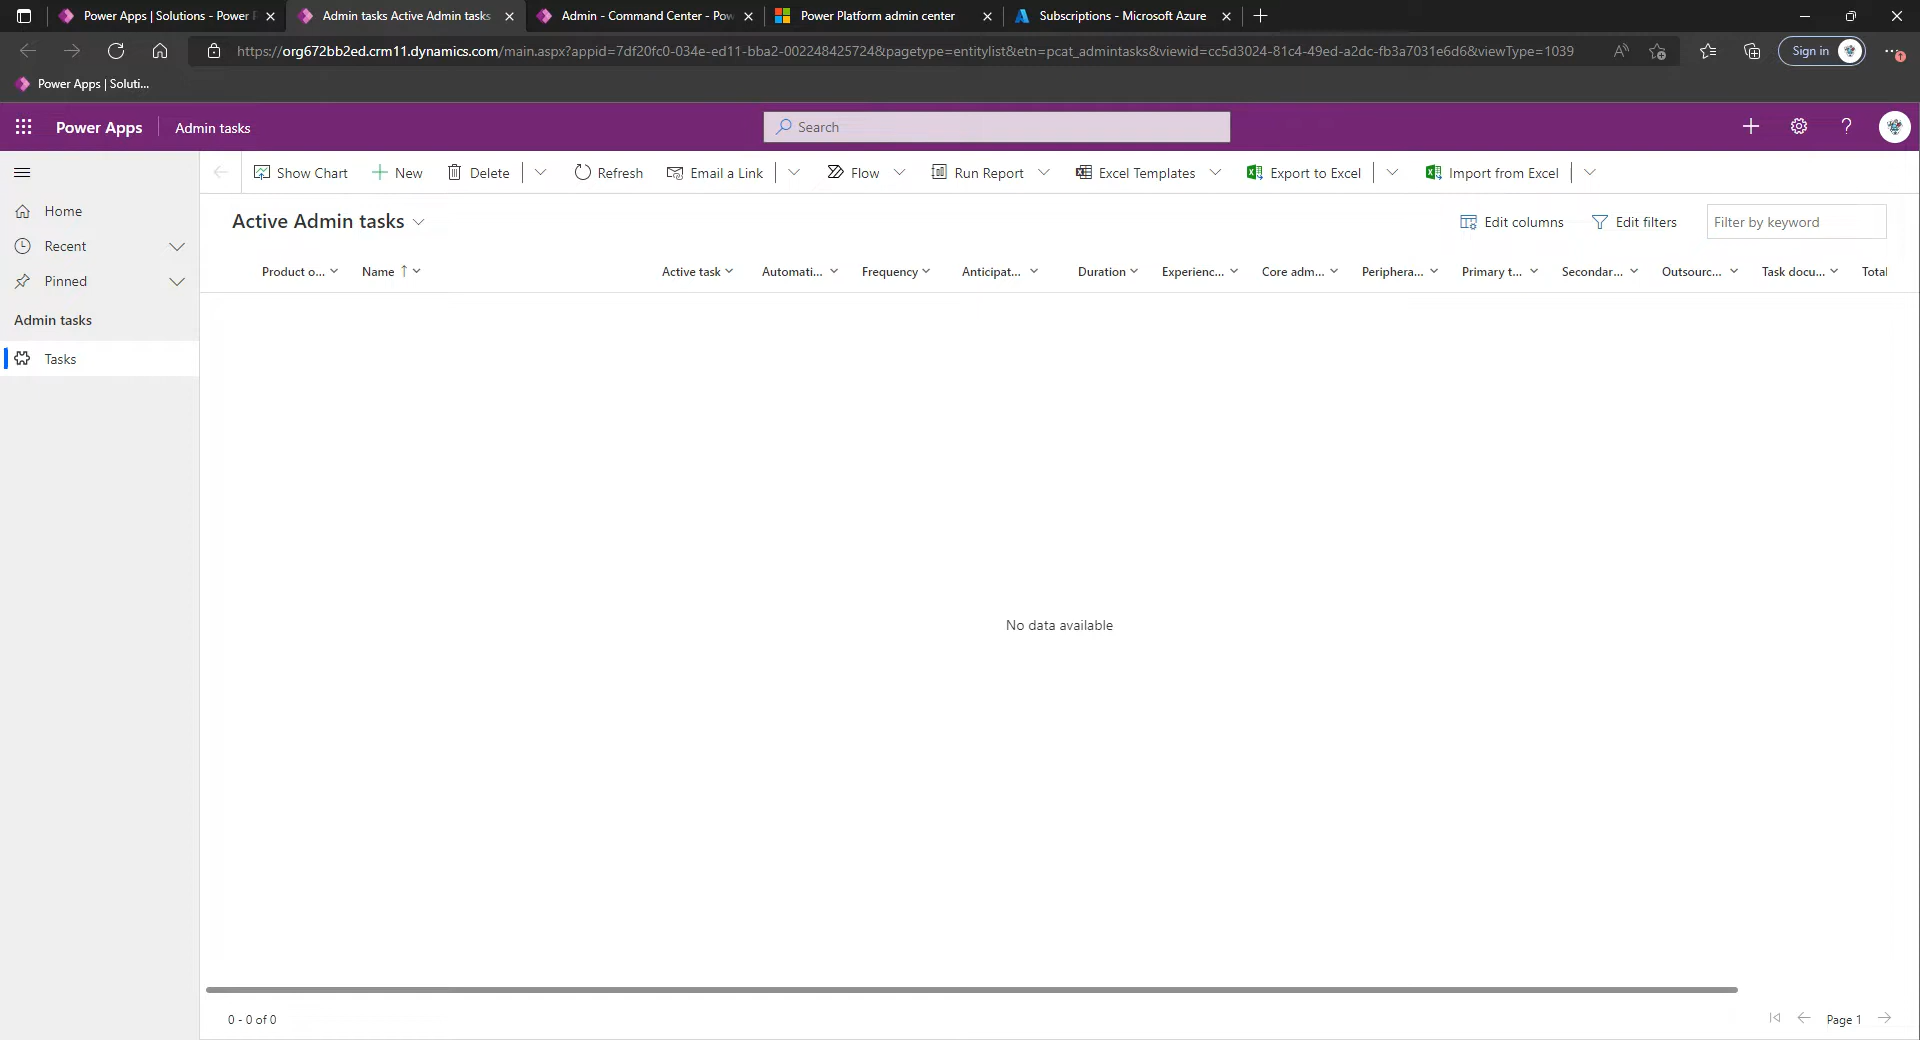 Power Apps | Solutions - Power P
Admin tasks Active Admin tasks
Admin - Command Center - Pow
Power Platform admin center
Subscriptions - Microsoft Azure
https://org672bb2ed.crm11.dynamics.com/main.aspx?appid=7df20fc0-034e-ed11-bba2-002248425724&pagetype=entitylist&etn=pcat_admintasks&viewid=cc5d3024-81c4-49ed-a2dc-fb3a7031e6d6&viewType=1039
Sign in
Power Apps | Soluti...
Power Apps
Admin tasks
Search
Show Chart
New
Delete
Refresh
Email a Link
Flow
Run Report
Excel Templates
Export to Excel
Import from Excel
Home
Recent
Pinned
Admin tasks
Tasks
Active Admin tasks
Edit columns
Edit filters
Filter by keyword
Product o...
Name
Active task
Automati...
Frequency
Anticipat...
Duration
Experienc...
Core adm...
Periphera...
Primary t...
Secondar...
Outsourc...
Task docu...
Total
No data available
0 - 0 of 0
Page 1